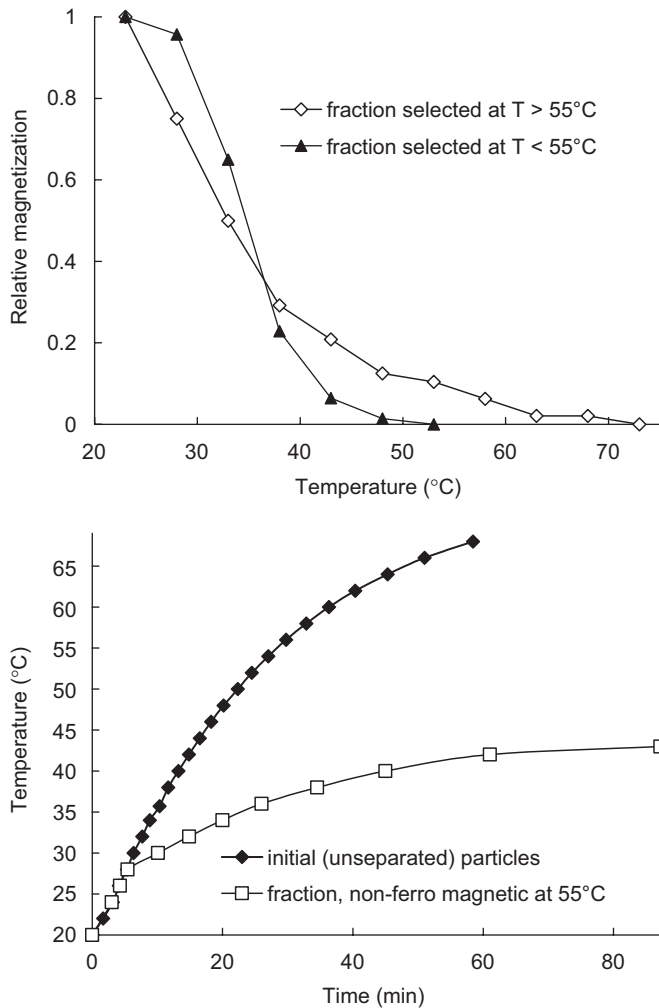 1
0.8
0.6
0.4
0.2
0
Relative magnetization
fraction selected at T > 55°C
fraction selected at T < 55°C
20 30 40 50 60 70
Temperature (°C)
65
60
55
50
45
40
35
30
25
20
Temperature (°C)
initial (unseparated) particles
fraction, non-ferro magnetic at 55°C
0 20 40 60 80
Time (min)